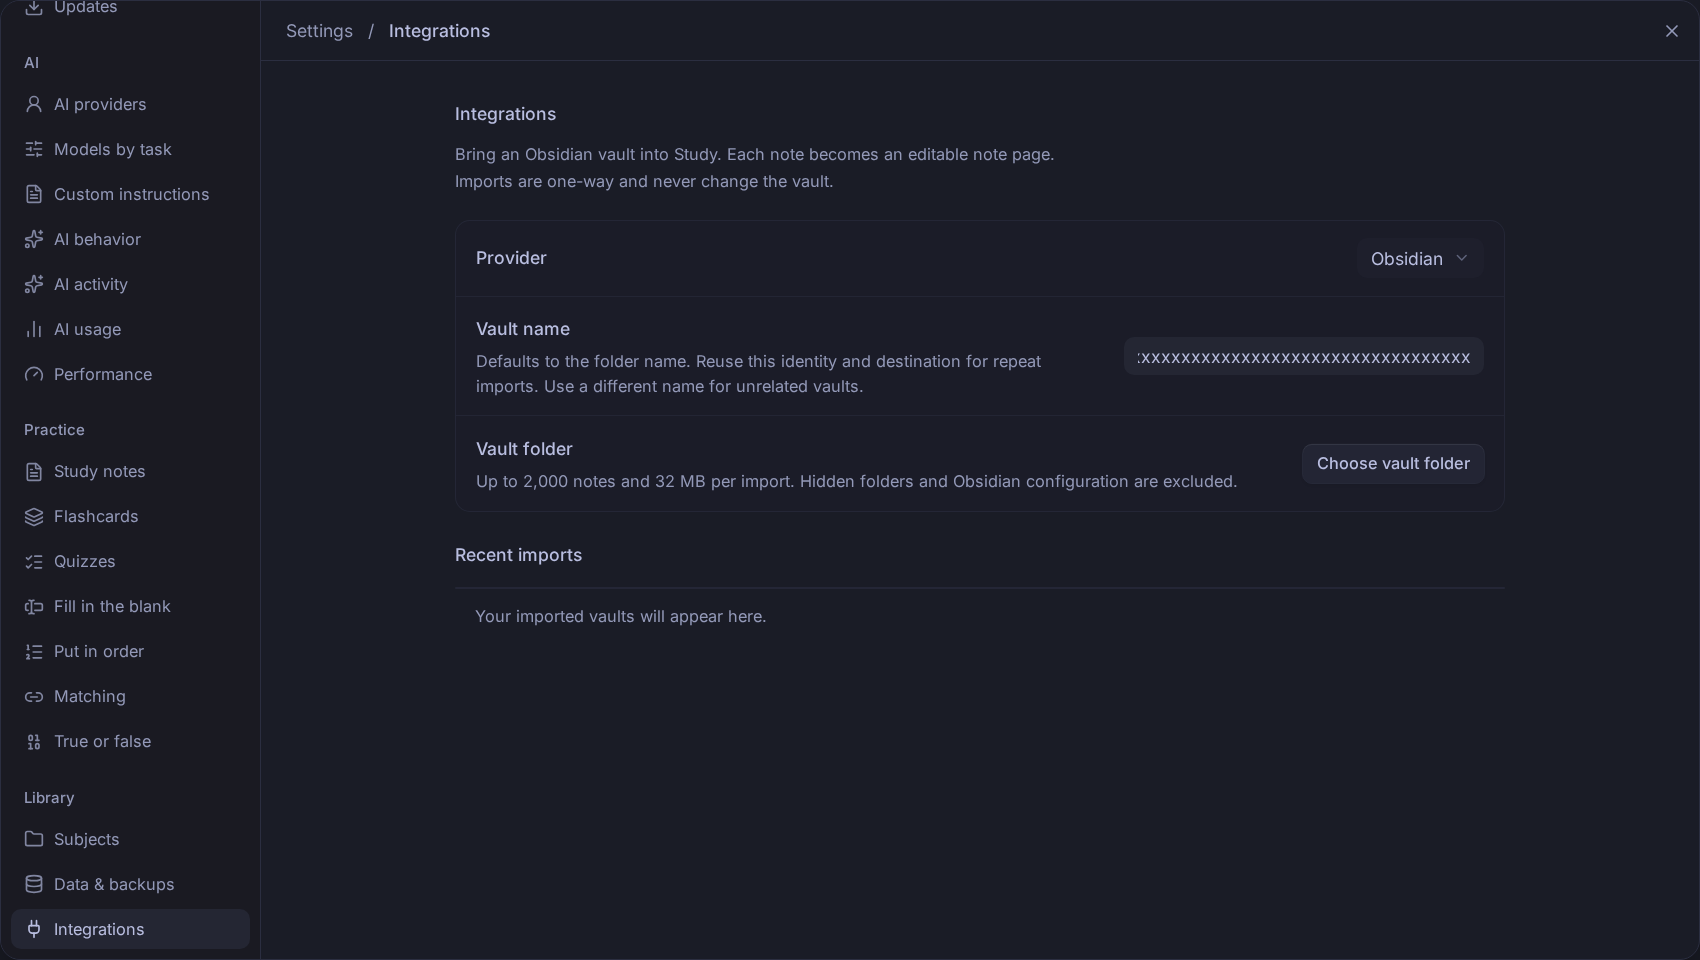 Updates
AI
AI providers
Models by task
Custom instructions
AI behavior
AI activity
AI usage
Performance
Practice
Study notes
Flashcards
Quizzes
Fill in the blank
Put in order
Matching
True or false
Library
Subjects
Data & backups
Integrations
Settings / Integrations
Integrations
Bring an Obsidian vault into Study. Each note becomes an editable note page.
Imports are one-way and never change the vault.
Provider
Obsidian
Vault name
Defaults to the folder name. Reuse this identity and destination for repeat
imports. Use a different name for unrelated vaults.
xxxxxxxxxxxxxxxxxxxxxxxxxxxxxxxxx
Vault folder
Up to 2,000 notes and 32 MB per import. Hidden folders and Obsidian configuration are excluded.
Choose vault folder
Recent imports
Your imported vaults will appear here.